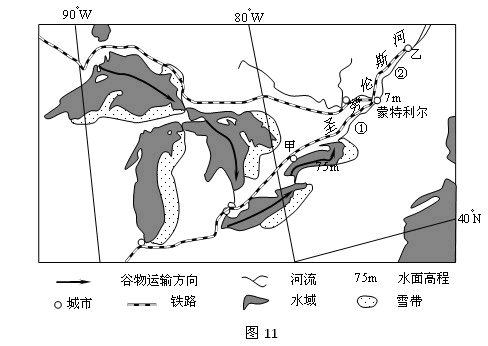 90°W
80°W
圣劳伦斯河
乙
②
7m
蒙特利尔
①
甲
75m
40°N
谷物运输方向
河流
75m 水面高程
城市
铁路
水域
雪带
图 11